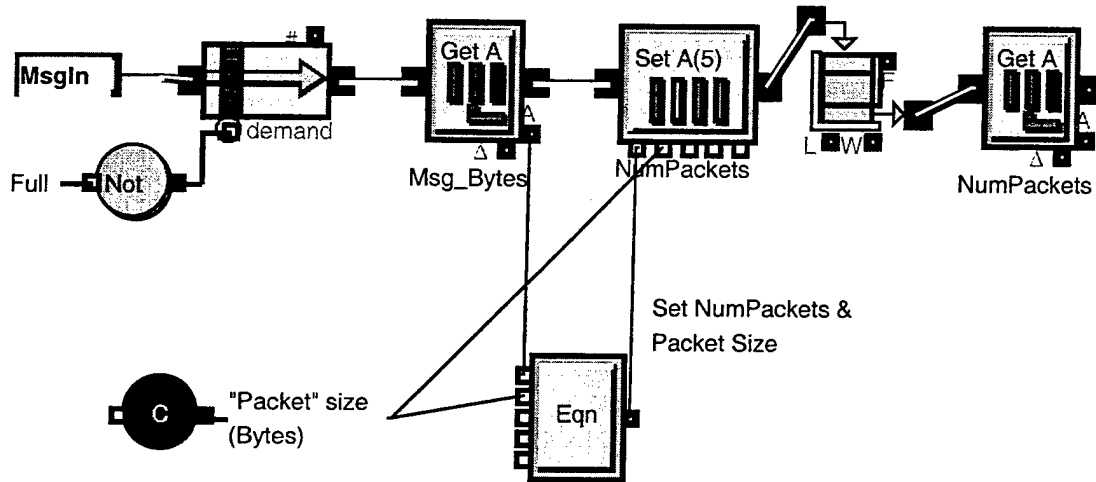 MsgIn
#
demand
Full
Not
Get A
A
Δ
Msg_Bytes
Set A(5)
NumPackets
F
L W
Get A
A
Δ
NumPackets
Set NumPackets &
Packet Size
C
"Packet" size
(Bytes)
Eqn